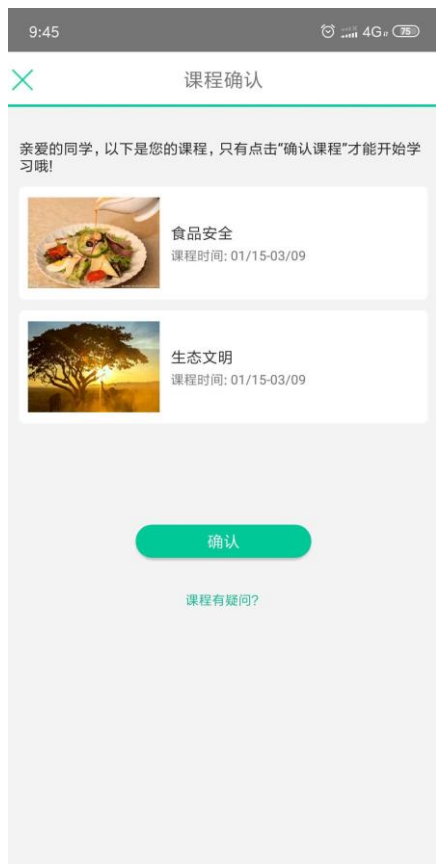 9:45
4G 75
课程确认
亲爱的同学，以下是您的课程，只有点击"确认课程"才能开始学
习哦!
食品安全
课程时间: 01/15-03/09
生态文明
课程时间: 01/15-03/09
确认
课程有疑问?